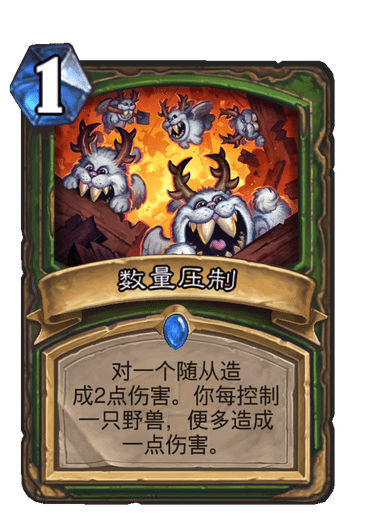 1
数量压制
对一个随从造
成2点伤害。你每控制
一只野兽，便多造成
一点伤害。